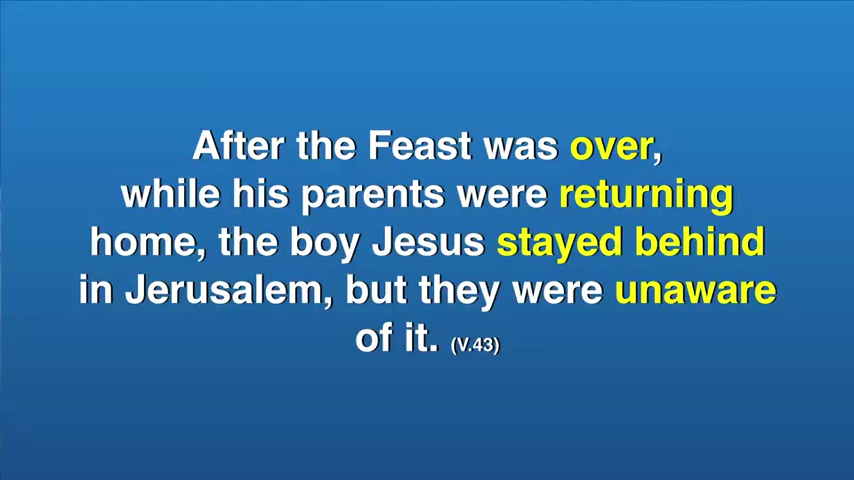 After the Feast was over,
while his parents were returning
home, the boy Jesus stayed behind
in Jerusalem, but they were unaware
of it. (V.43)